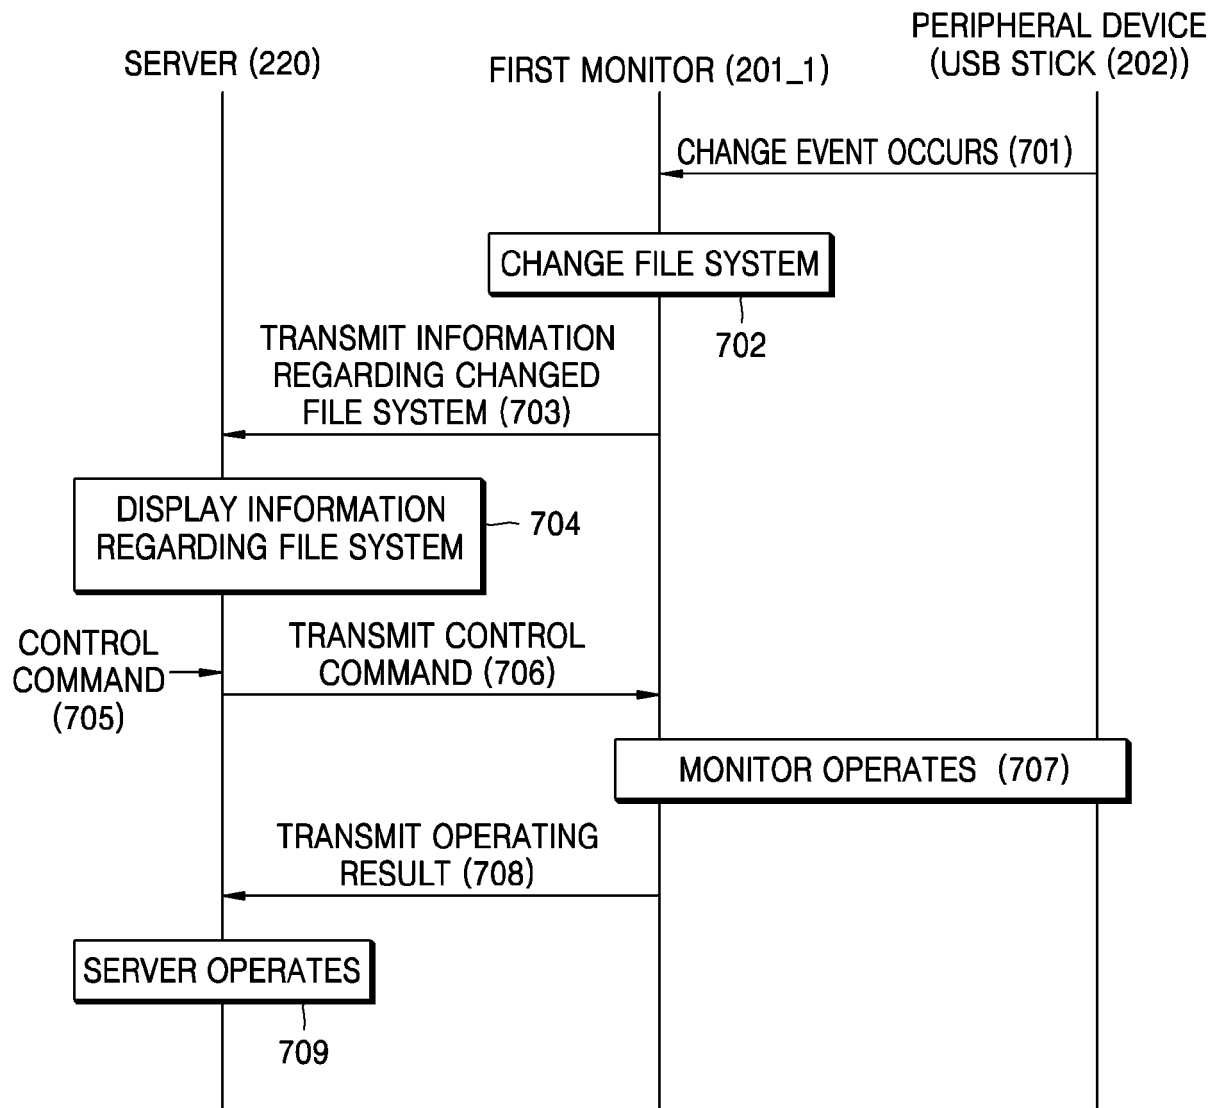 SERVER (220)
FIRST MONITOR (201_1)
PERIPHERAL DEVICE
(USB STICK (202))
CHANGE EVENT OCCURS (701)
CHANGE FILE SYSTEM
702
TRANSMIT INFORMATION
REGARDING CHANGED
FILE SYSTEM (703)
DISPLAY INFORMATION
REGARDING FILE SYSTEM
704
CONTROL
COMMAND
(705)
TRANSMIT CONTROL
COMMAND (706)
MONITOR OPERATES (707)
TRANSMIT OPERATING
RESULT (708)
SERVER OPERATES
709